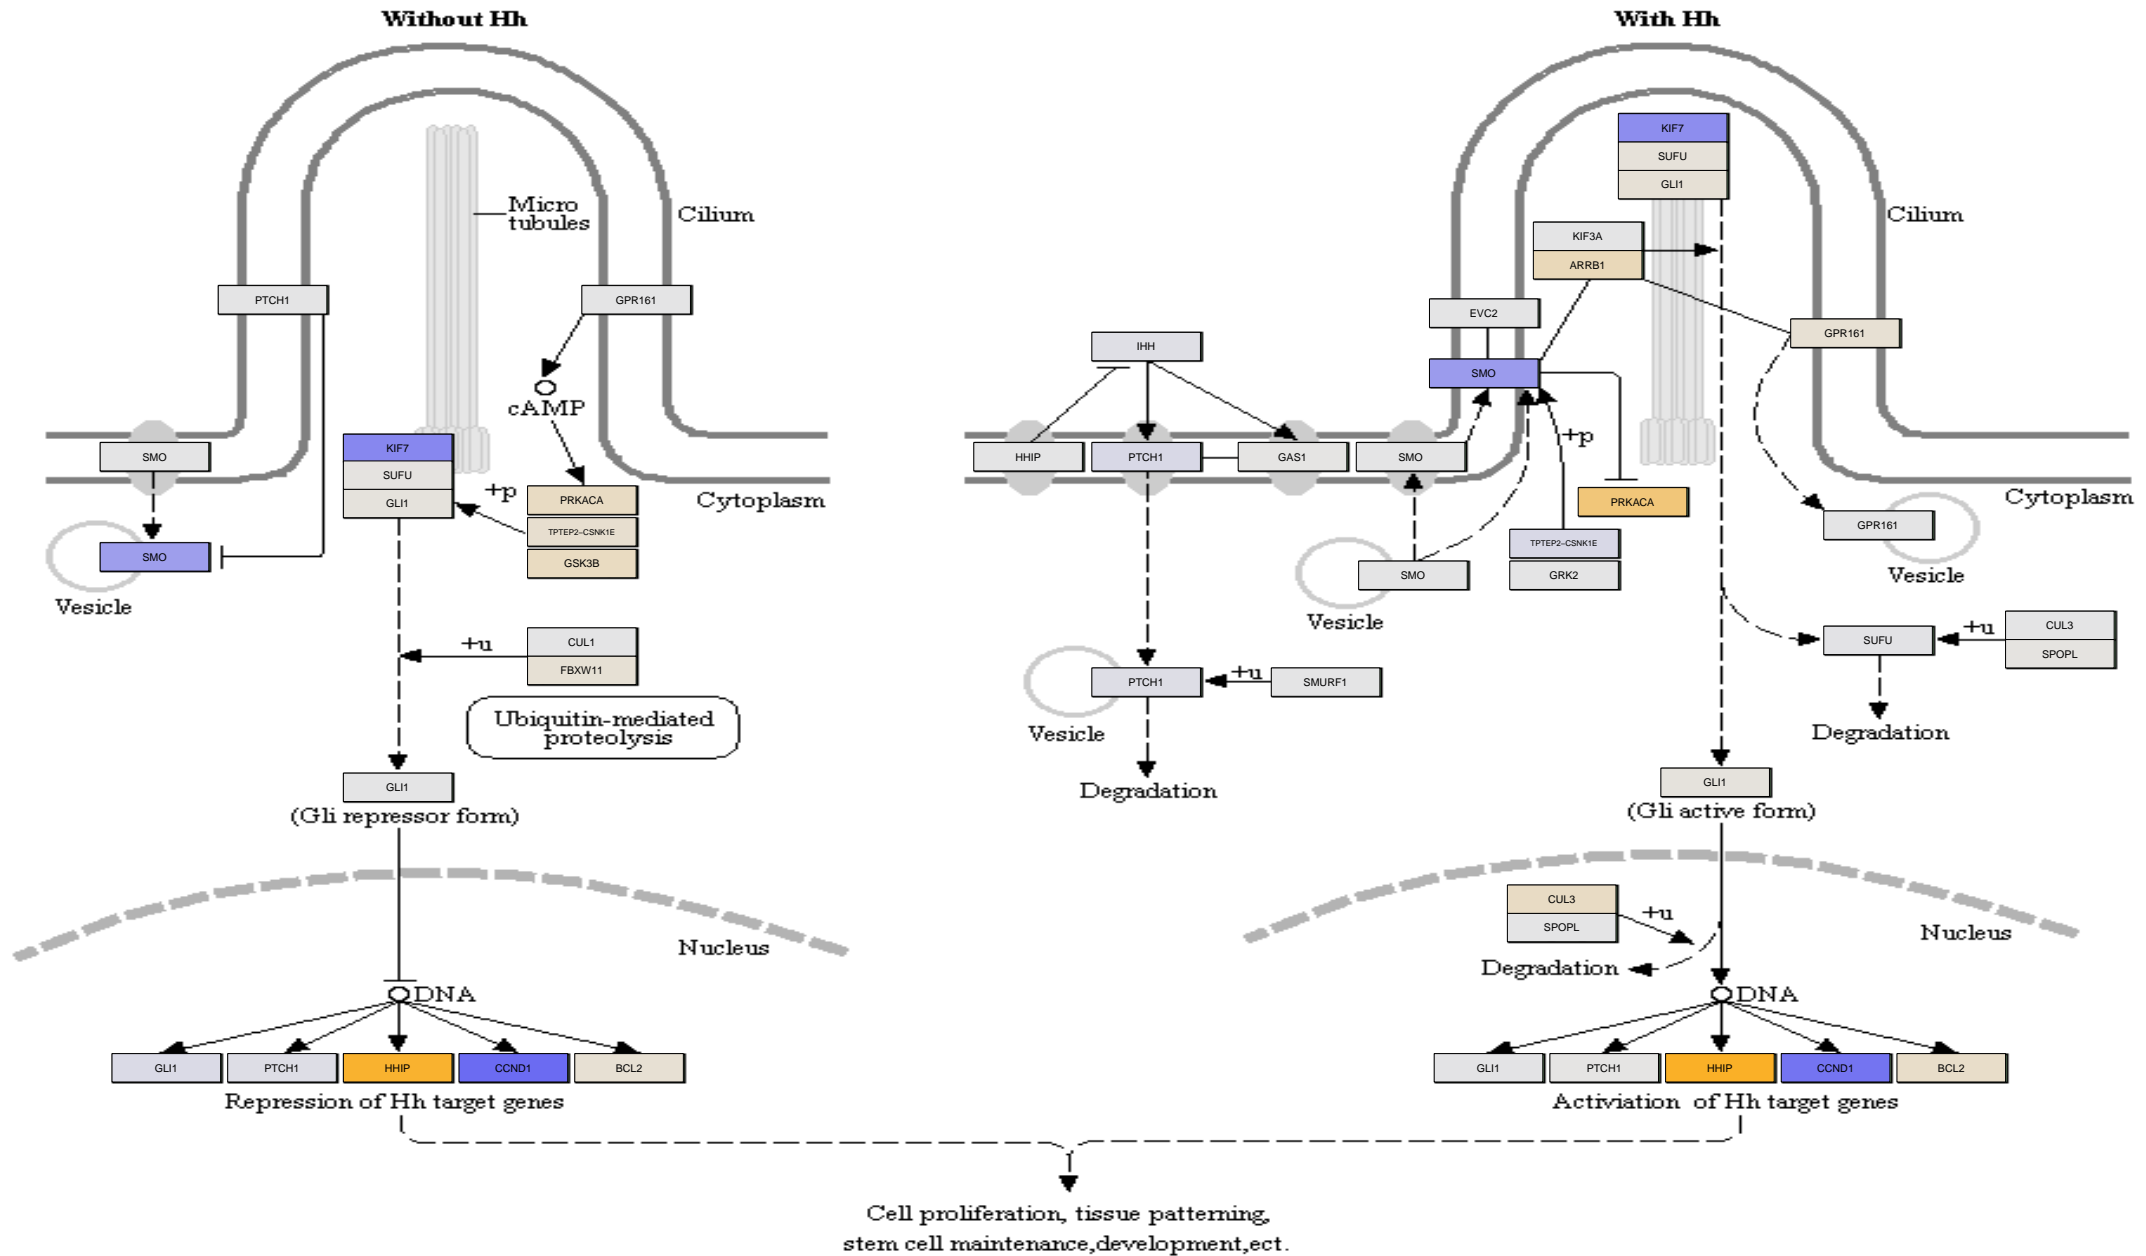 Without Hh
With Hh
KIF7
SUFU
GLI1
Micro
tubules
Cilium
Cilium
KIF3A
ARRB1
PTCH1
GPR161
EVC2
GPR161
IHH
SMO
cAMP
+p
SMO
KIF7
SUFU
GLI1
HHIP
PTCH1
GAS1
SMO
+p
PRKACA
Cytoplasm
PRKACA
Cytoplasm
TPTEP2-CSNK1E
GSK3B
SMO
Vesicle
TPTEP2-CSNK1E
GRK2
SMO
Vesicle
GPR161
Vesicle
+u
CUL1
FBXW11
SUFU
+u
CUL3
SPOPL
PTCH1
+u
SMURF1
Vesicle
Ubiquitin-mediated
proteolysis
Degradation
Degradation
GLI1
(Gli repressor form)
GLI1
(Gli active form)
CUL3
SPOPL
+u
Nucleus
Nucleus
Degradation
DNA
DNA
GLI1
PTCH1
HHIP
CCND1
BCL2
GLI1
PTCH1
HHIP
CCND1
BCL2
Repression of Hh target genes
Activiation of Hh target genes
Cell proliferation, tissue patterning,
stem cell maintenance,development,ect.